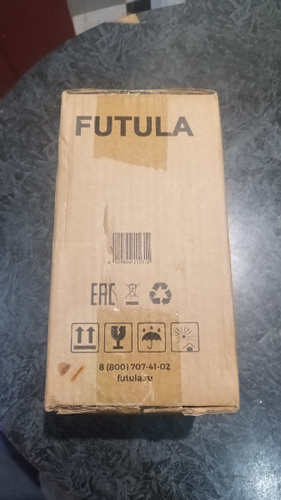 FUTULA
EAC
8 (800) 707-41-02
futula.ru